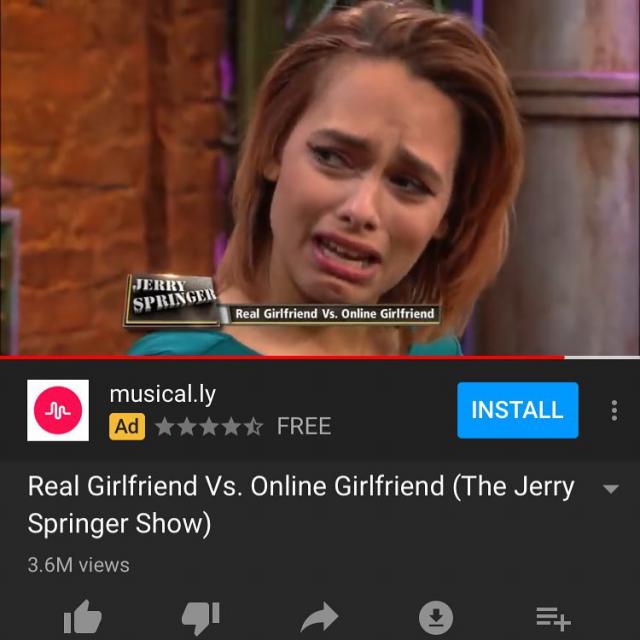 JERRY
SPRINGER
Real Girlfriend Vs. Online Girlfriend
musical.ly
Ad FREE
INSTALL
Real Girlfriend Vs. Online Girlfriend (The Jerry
Springer Show)
3.6M views